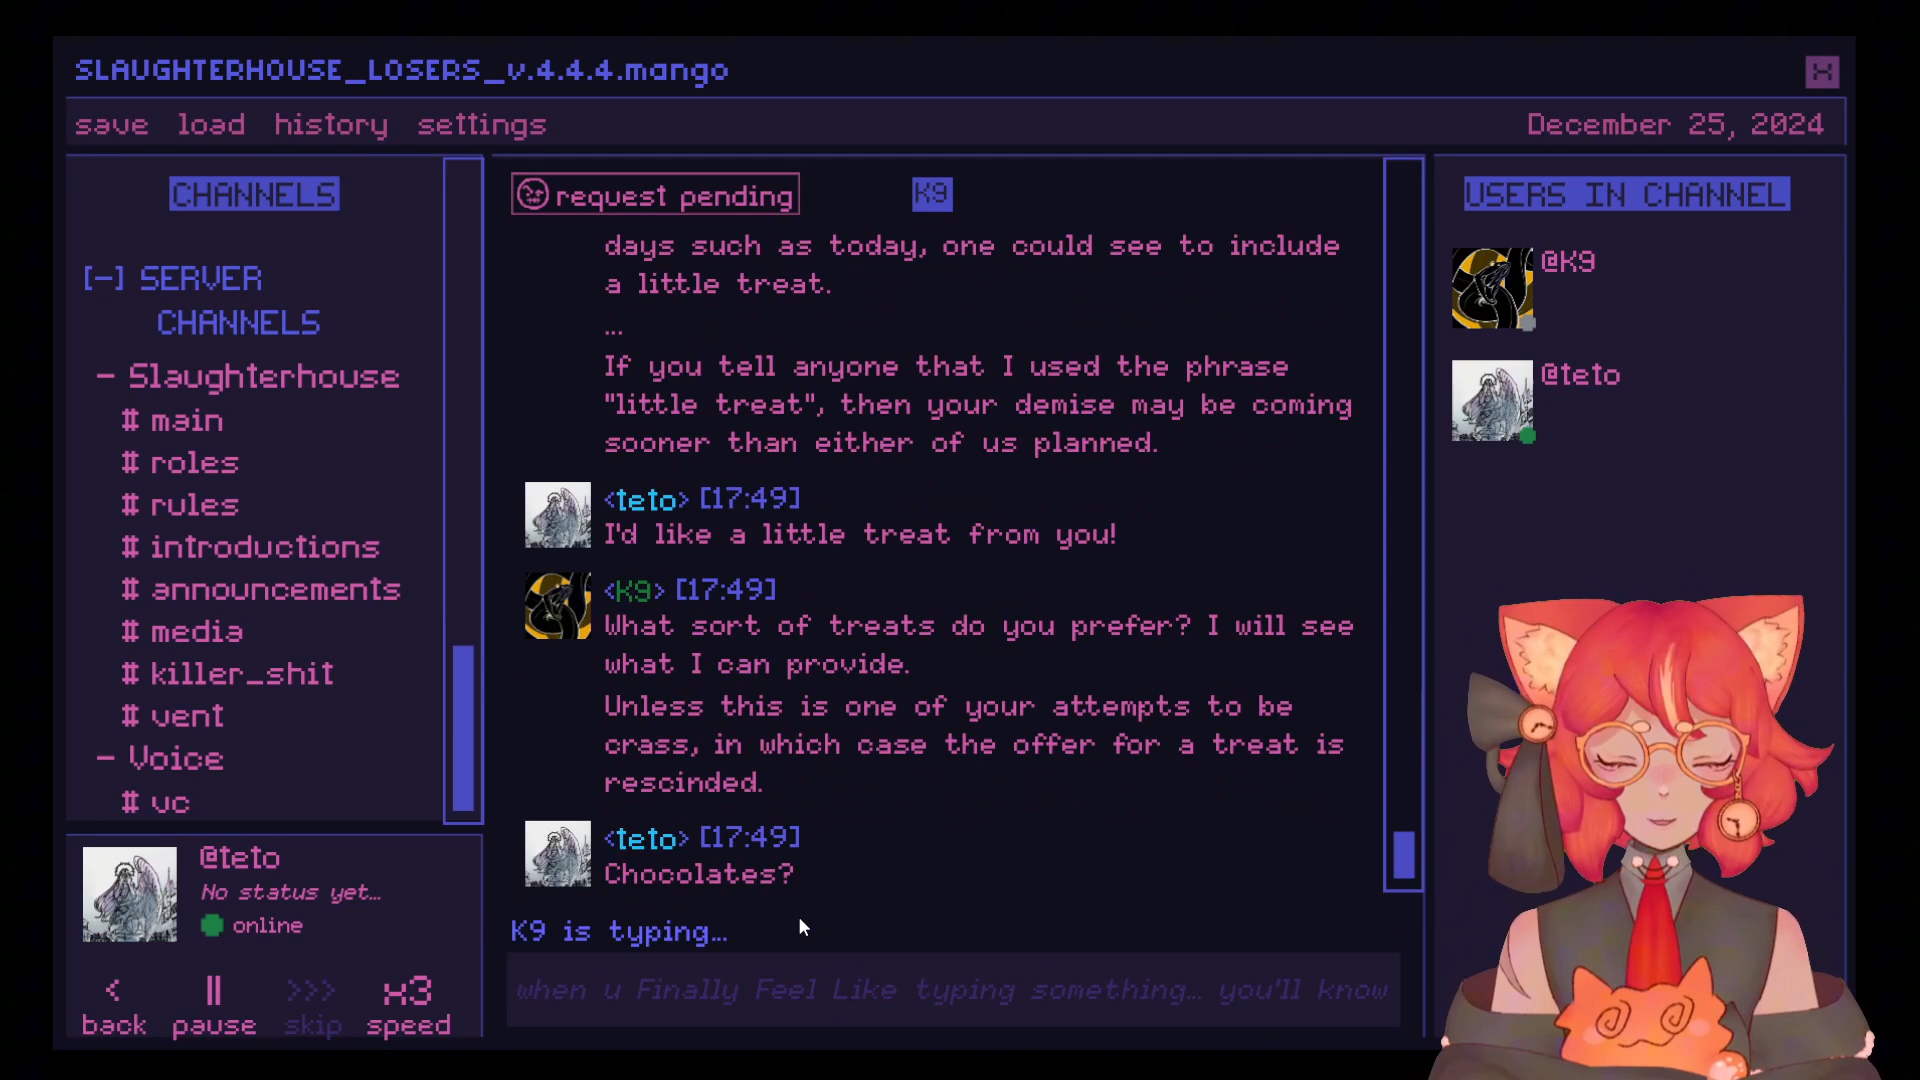 SLAUGHTERHOUSE_LOSERS_v.4.4.4.mango
X
save load history settings
December 25, 2024
CHANNELS
[-] SERVER
CHANNELS
- Slaughterhouse
# main
# roles
# rules
# introductions
# announcements
# media
# killer_shit
# vent
- Voice
# vc
@teto
No status yet...
online
< || >>> x3
back pause skip speed
request pending
K9
days such as today, one could see to include
a little treat.
...
If you tell anyone that I used the phrase
"little treat", then your demise may be coming
sooner than either of us planned.
<teto> [17:49]
I'd like a little treat from you!
<K9> [17:49]
What sort of treats do you prefer? I will see
what I can provide.
Unless this is one of your attempts to be
crass, in which case the offer for a treat is
rescinded.
<teto> [17:49]
Chocolates?
K9 is typing...
when u Finally Feel Like typing something... you'll know
USERS IN CHANNEL
@K9
@teto